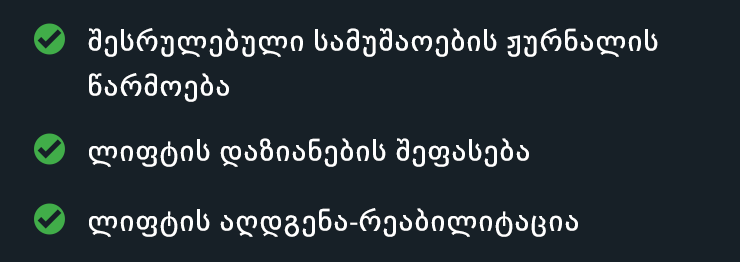 შესრულებული სამუშაოების ჟურნალის
წარმოება
ლიფტის დაზიანების შეფასება
ლიფტის აღდგენა-რეაბილიტაცია